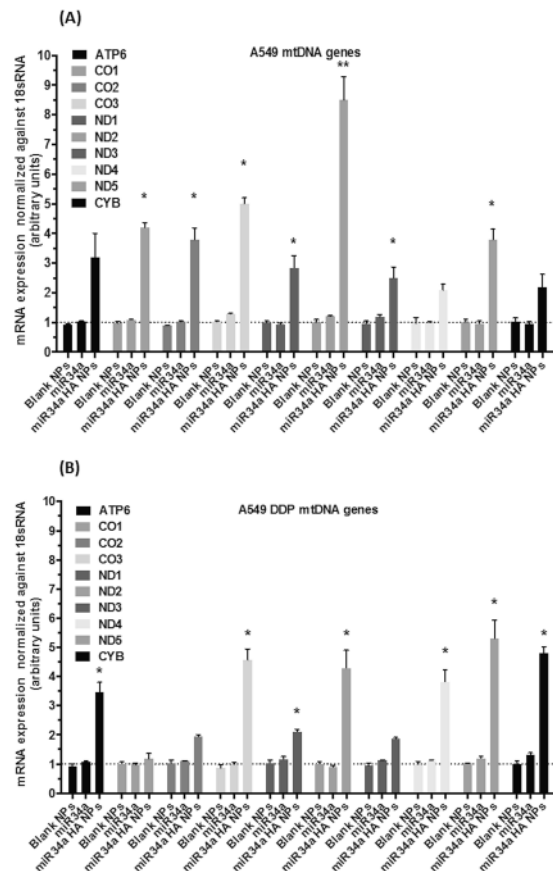 (A)
A549 mtDNA genes
mRNA expression normalized against 18sRNA
(arbitrary units)
10
9
8
7
6
5
4
3
2
1
0
ATP6
CO1
CO2
CO3
ND1
ND2
ND3
ND4
ND5
CYB
*
*
*
*
**
*
*
Blank NPs
miR34a
miR34a HA NPs
Blank NPs
miR34a
miR34a HA NPs
Blank NPs
miR34a
miR34a HA NPs
Blank NPs
miR34a
miR34a HA NPs
Blank NPs
miR34a
miR34a HA NPs
Blank NPs
miR34a
miR34a HA NPs
Blank NPs
miR34a
miR34a HA NPs
Blank NPs
miR34a
miR34a HA NPs
Blank NPs
miR34a
miR34a HA NPs
Blank NPs
miR34a
miR34a HA NPs
(B)
A549 DDP mtDNA genes
mRNA expression normalized against 18sRNA
(arbitrary units)
10
9
8
7
6
5
4
3
2
1
0
ATP6
CO1
CO2
CO3
ND1
ND2
ND3
ND4
ND5
CYB
*
*
*
*
*
*
*
Blank NPs
miR34a
miR34a HA NPs
Blank NPs
miR34a
miR34a HA NPs
Blank NPs
miR34a
miR34a HA NPs
Blank NPs
miR34a
miR34a HA NPs
Blank NPs
miR34a
miR34a HA NPs
Blank NPs
miR34a
miR34a HA NPs
Blank NPs
miR34a
miR34a HA NPs
Blank NPs
miR34a
miR34a HA NPs
Blank NPs
miR34a
miR34a HA NPs
Blank NPs
miR34a
miR34a HA NPs